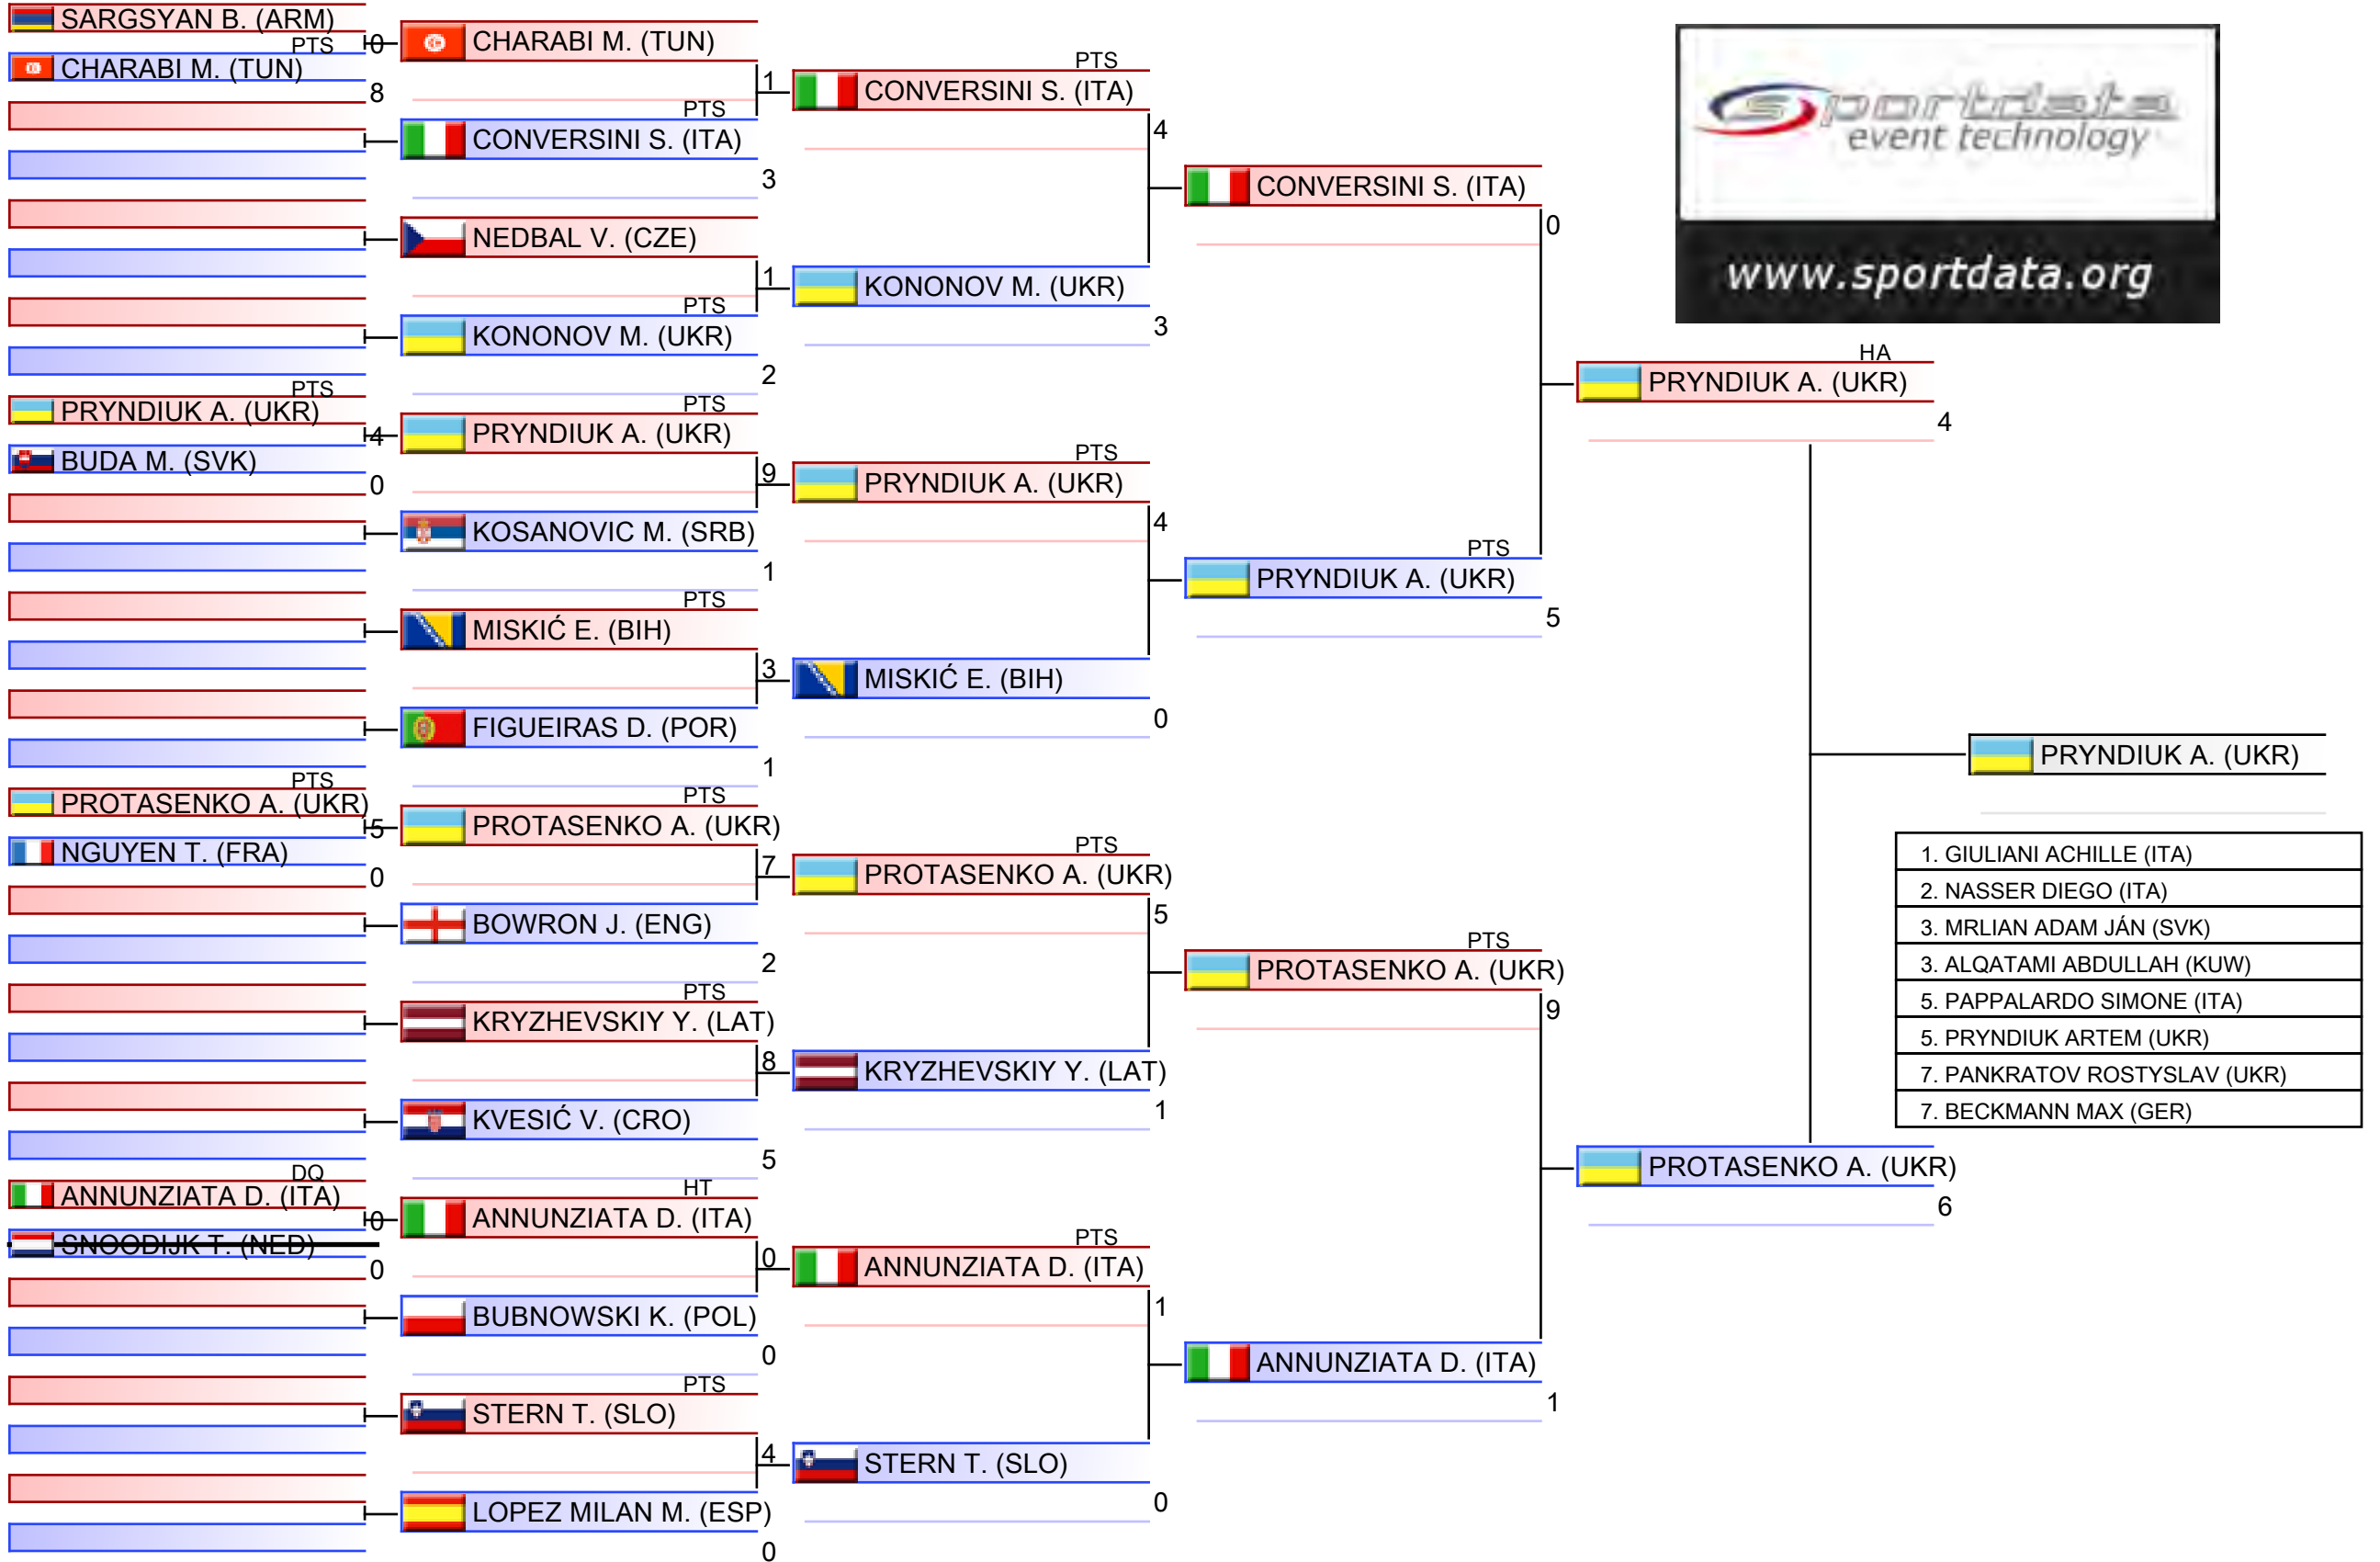 SARGSYAN B. (ARM)
0
PTS
CHARABI M. (TUN)
8
PTS
PRYNDIUK A. (UKR)
4
BUDA M. (SVK)
0
PTS
PROTASENKO A. (UKR)
5
NGUYEN T. (FRA)
0
DQ
ANNUNZIATA D. (ITA)
0
SNOODIJK T. (NED)
0
CHARABI M. (TUN)
1
PTS
CONVERSINI S. (ITA)
3
NEDBAL V. (CZE)
1
PTS
KONONOV M. (UKR)
2
PTS
PRYNDIUK A. (UKR)
9
KOSANOVIC M. (SRB)
1
PTS
MISKIĆ E. (BIH)
3
FIGUEIRAS D. (POR)
1
PTS
PROTASENKO A. (UKR)
7
BOWRON J. (ENG)
2
PTS
KRYZHEVSKIY Y. (LAT)
8
KVESIĆ V. (CRO)
5
HT
ANNUNZIATA D. (ITA)
0
BUBNOWSKI K. (POL)
0
PTS
STERN T. (SLO)
4
LOPEZ MILAN M. (ESP)
0
PTS
CONVERSINI S. (ITA)
4
KONONOV M. (UKR)
3
PTS
PRYNDIUK A. (UKR)
4
MISKIĆ E. (BIH)
0
PTS
PROTASENKO A. (UKR)
5
KRYZHEVSKIY Y. (LAT)
1
PTS
ANNUNZIATA D. (ITA)
1
STERN T. (SLO)
0
CONVERSINI S. (ITA)
0
PTS
PRYNDIUK A. (UKR)
5
PTS
PROTASENKO A. (UKR)
9
ANNUNZIATA D. (ITA)
1
HA
PRYNDIUK A. (UKR)
4
PROTASENKO A. (UKR)
6
PRYNDIUK A. (UKR)
sportdata
event technology
www.sportdata.org
1. GIULIANI ACHILLE (ITA)
2. NASSER DIEGO (ITA)
3. MRLIAN ADAM JÁN (SVK)
3. ALQATAMI ABDULLAH (KUW)
5. PAPPALARDO SIMONE (ITA)
5. PRYNDIUK ARTEM (UKR)
7. PANKRATOV ROSTYSLAV (UKR)
7. BECKMANN MAX (GER)